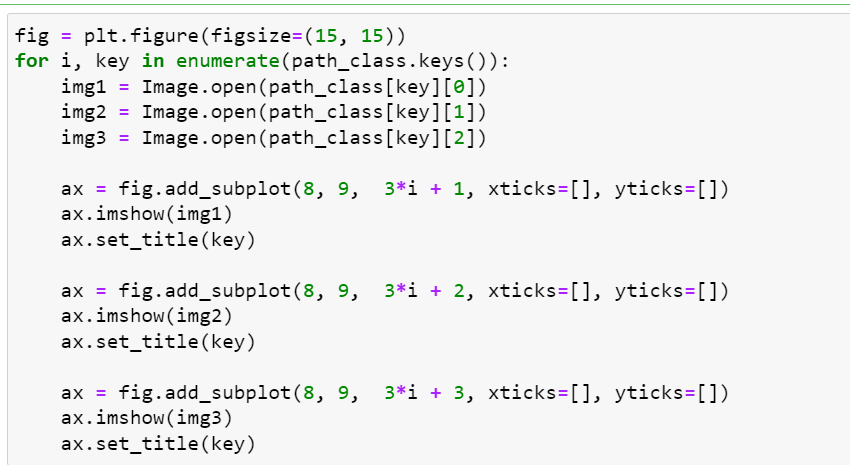 fig = plt.figure(figsize=(15, 15))
for i, key in enumerate(path_class.keys()):
    img1 = Image.open(path_class[key][0])
    img2 = Image.open(path_class[key][1])
    img3 = Image.open(path_class[key][2])

    ax = fig.add_subplot(8, 9,  3*i + 1, xticks=[], yticks=[])
    ax.imshow(img1)
    ax.set_title(key)

    ax = fig.add_subplot(8, 9,  3*i + 2, xticks=[], yticks=[])
    ax.imshow(img2)
    ax.set_title(key)

    ax = fig.add_subplot(8, 9,  3*i + 3, xticks=[], yticks=[])
    ax.imshow(img3)
    ax.set_title(key)